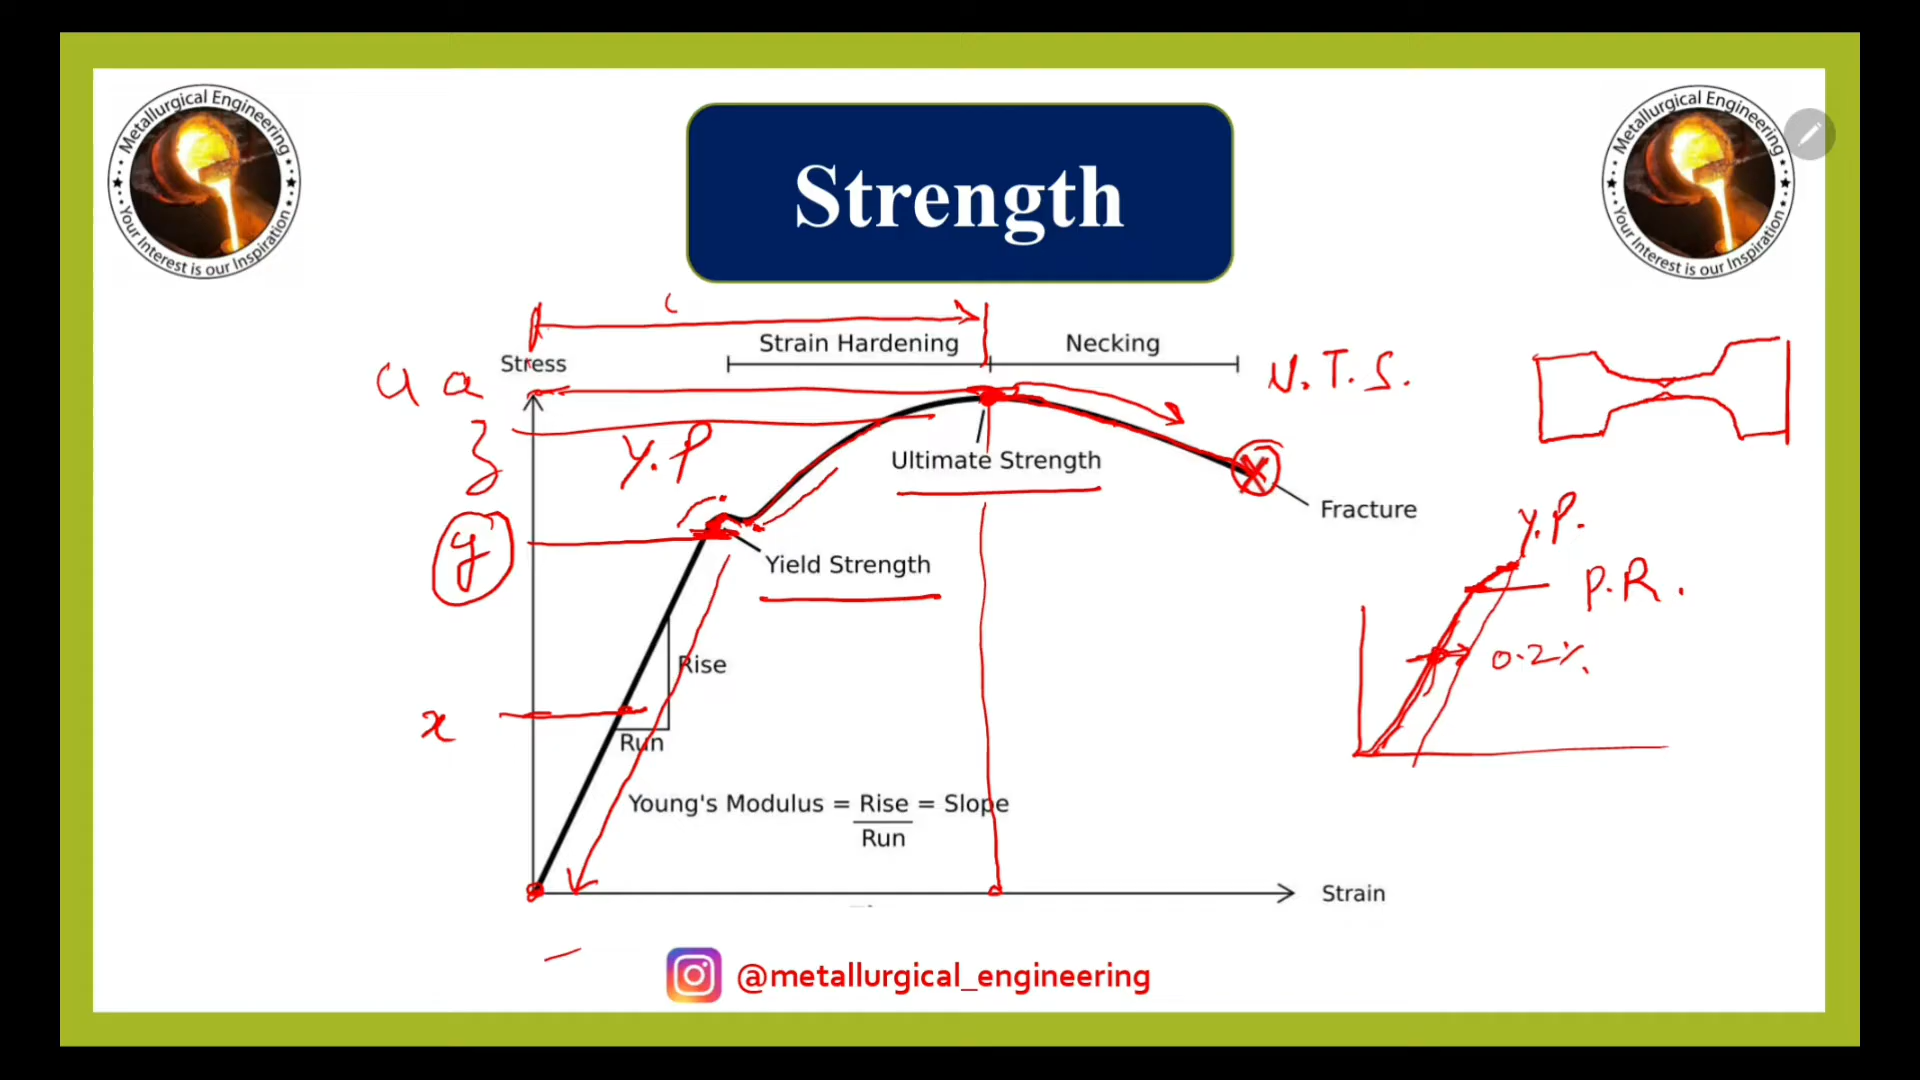 Metallurgical Engineering
Your Interest is our Inspiration
Strength
Metallurgical Engineering
Your Interest is our Inspiration
Strain Hardening
Necking
Stress
a
Y.P
Ultimate Strength
Fracture
y
Yield Strength
Y.P.
P.R.
0.2%
Rise
x
Run
Young's Modulus = Rise = Slope
Run
Strain
@metallurgical_engineering